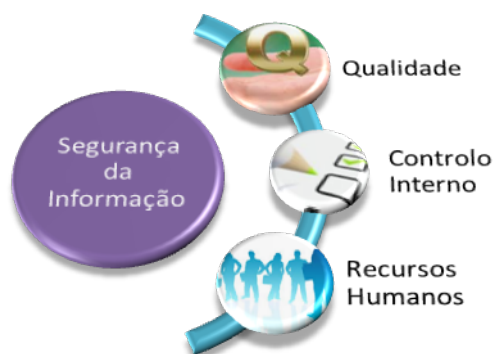 Segurança
da
Informação
Q
Qualidade
Controlo
Interno
Recursos
Humanos